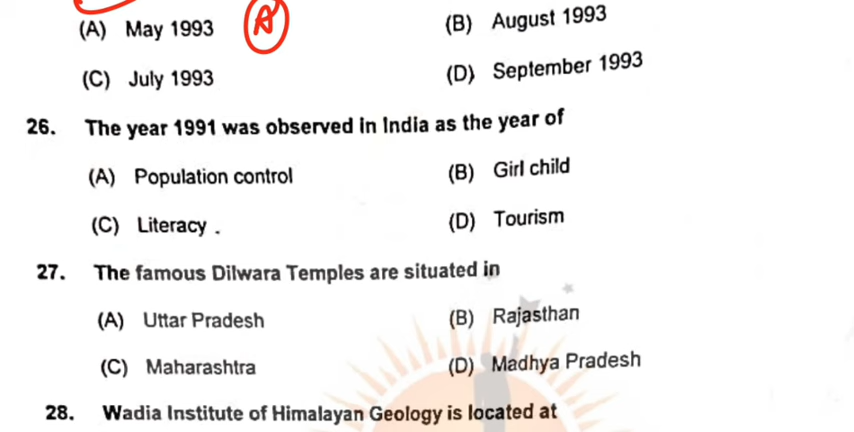 (A) May 1993 (A) (B) August 1993
(C) July 1993 (D) September 1993
26. The year 1991 was observed in India as the year of
(A) Population control (B) Girl child
(C) Literacy . (D) Tourism
27. The famous Dilwara Temples are situated in
(A) Uttar Pradesh (B) Rajasthan
(C) Maharashtra (D) Madhya Pradesh
28. Wadia Institute of Himalayan Geology is located at